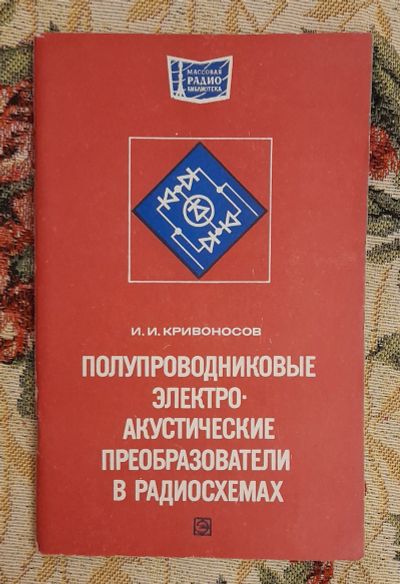 МАССОВАЯ
РАДИО
БИБЛИОТЕКА
И. И. КРИВОНОСОВ
ПОЛУПРОВОДНИКОВЫЕ
ЭЛЕКТРО-
АКУСТИЧЕСКИЕ
ПРЕОБРАЗОВАТЕЛИ
В РАДИОСХЕМАХ
Э